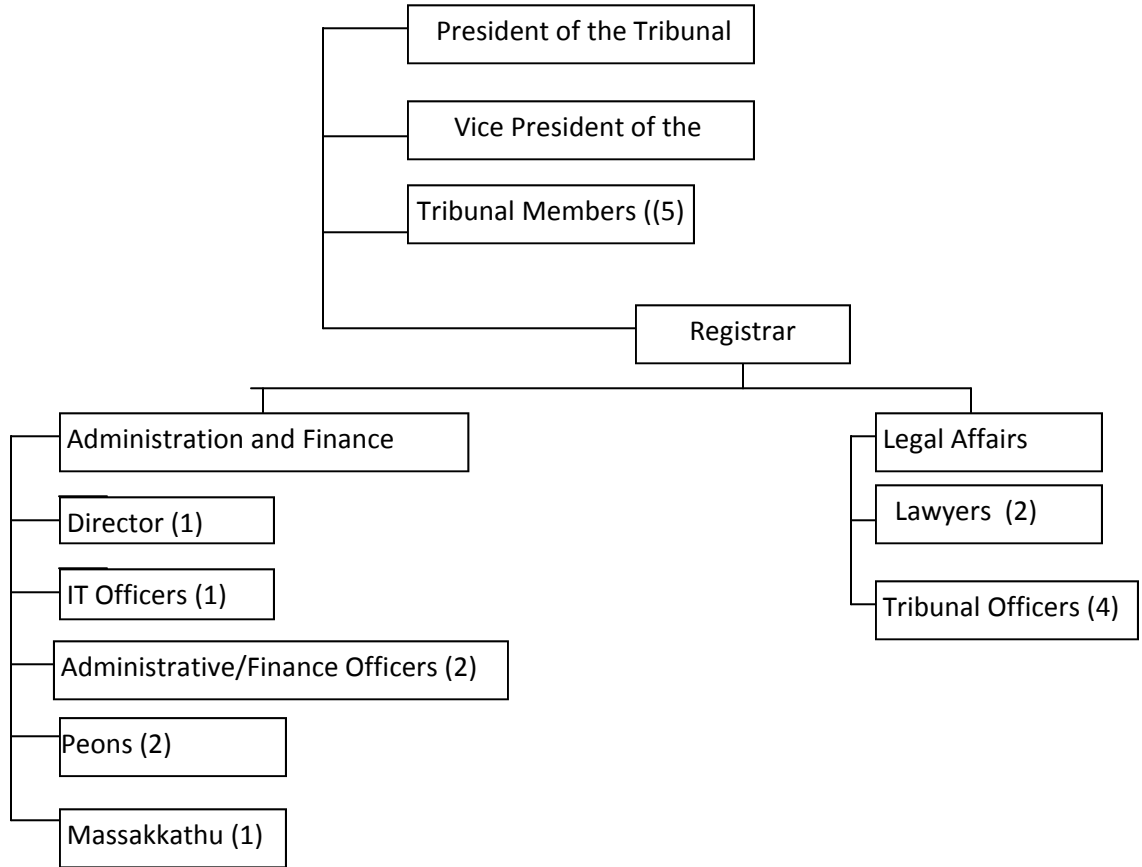 President of the Tribunal
Vice President of the
Tribunal Members ((5)
Registrar
Administration and Finance
Director (1)
IT Officers (1)
Administrative/Finance Officers (2)
Peons (2)
Massakkathu (1)
Legal Affairs
Lawyers (2)
Tribunal Officers (4)